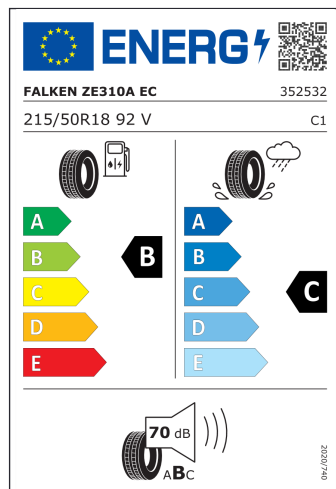 ENERG
FALKEN ZE310A EC 352532
215/50R18 92 V C1
A A
B B B
C C C
D D
E E
70 dB
ABC
2020/740